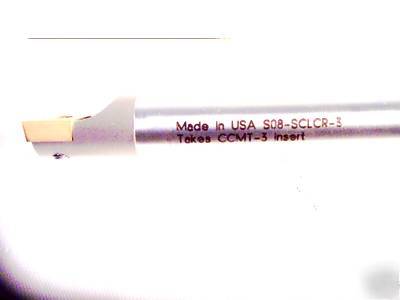 Made in USA S08-SCLCR-3
Takes CCMT-3 insert